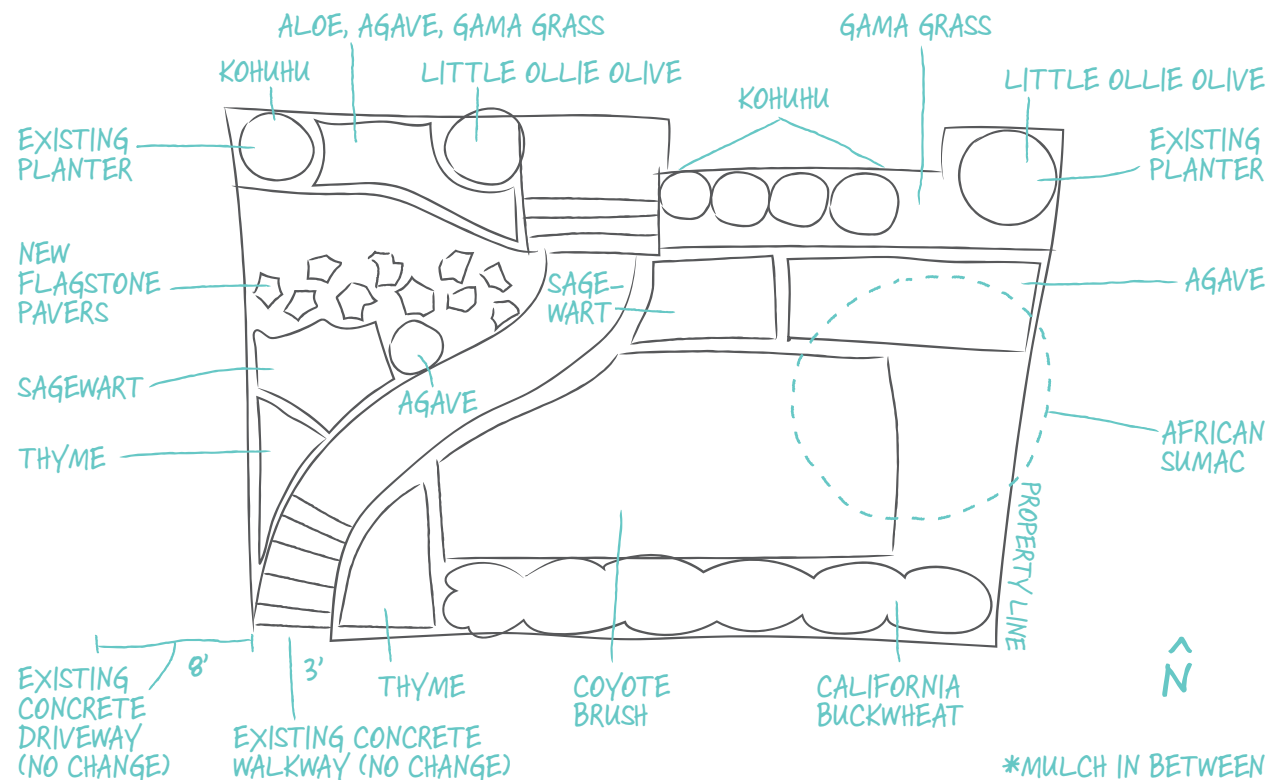 ALOE, AGAVE, GAMA GRASS
GAMA GRASS
KOHUHU
LITTLE OLLIE OLIVE
LITTLE OLLIE OLIVE
KOHUHU
EXISTING
PLANTER
EXISTING
PLANTER
NEW
FLAGSTONE
PAVERS
SAGE-
WART
AGAVE
SAGEWART
AGAVE
THYME
AFRICAN
SUMAC
PROPERTY LINE
8'
3'
EXISTING
CONCRETE
DRIVEWAY
(NO CHANGE)
EXISTING CONCRETE
WALKWAY (NO CHANGE)
THYME
COYOTE
BRUSH
CALIFORNIA
BUCKWHEAT
N
*MULCH IN BETWEEN